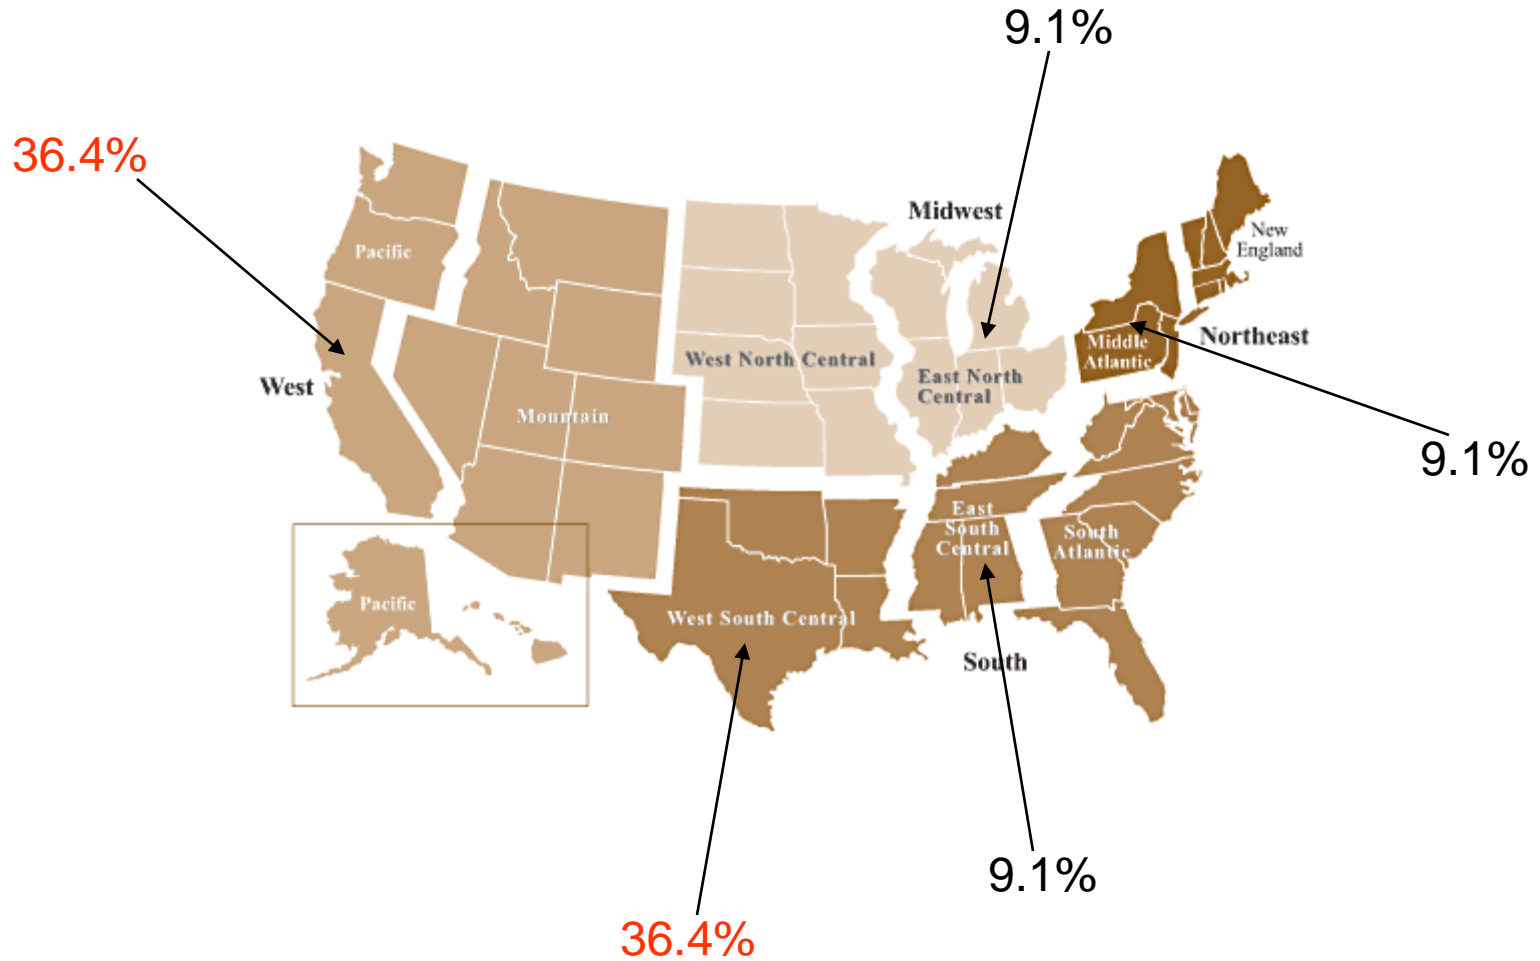 9.1%
36.4%
Midwest
New
England
Pacific
Northeast
Middle
Atlantic
West North Central
East North
Central
West
Mountain
9.1%
East
South
Central
South
Atlantic
Pacific
West South Central
South
9.1%
36.4%